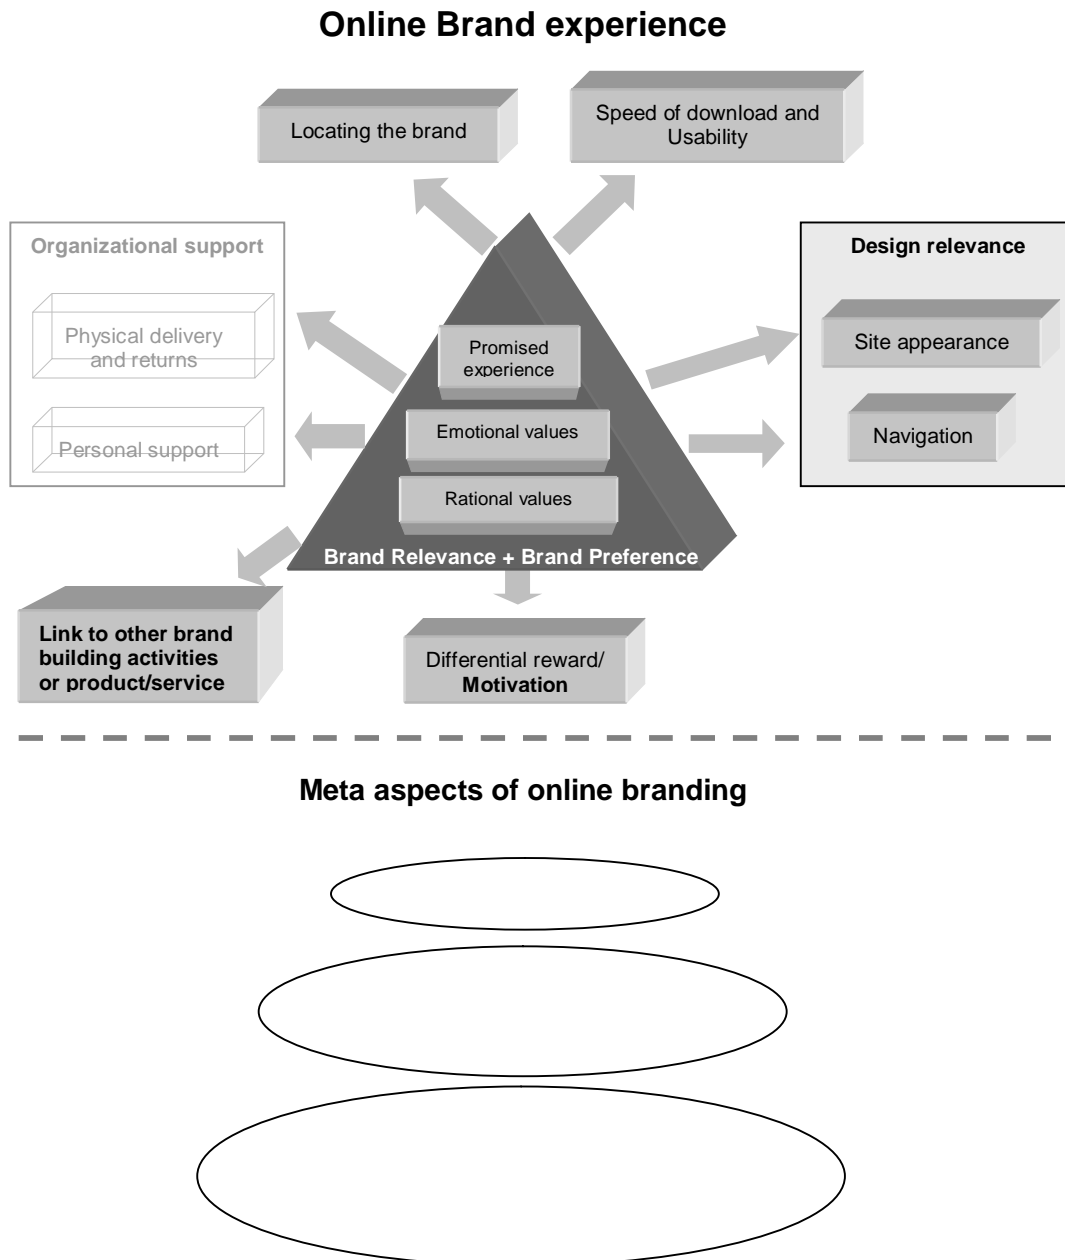 Online Brand experience
Locating the brand
Speed of download and
Usability
Organizational support
Physical delivery
and returns
Personal support
Design relevance
Site appearance
Navigation
Promised
experience
Emotional values
Rational values
Brand Relevance + Brand Preference
Link to other brand
building activities
or product/service
Differential reward/
Motivation
Meta aspects of online branding